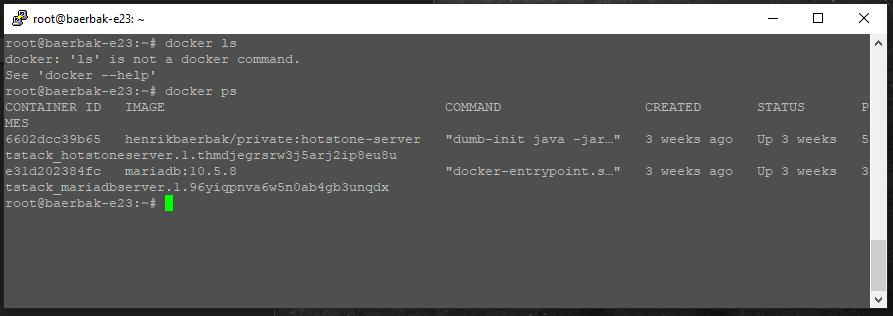 root@baerbak-e23: ~
root@baerbak-e23:~# docker ls
docker: 'ls' is not a docker command.
See 'docker --help'
root@baerbak-e23:~# docker ps
CONTAINER ID   IMAGE                                   COMMAND                  CREATED       STATUS       P
MES
6602dcc39b65   henrikbaerbak/private:hotstone-server   "dumb-init java -jar…"   3 weeks ago   Up 3 weeks   5
tstack_hotstoneserver.1.thmdjegrsrw3j5arj2ip8eu8u
e31d202384fc   mariadb:10.5.8                          "docker-entrypoint.s…"   3 weeks ago   Up 3 weeks   3
tstack_mariadbserver.1.96yiqpnva6w5n0ab4gb3unqdx
root@baerbak-e23:~#